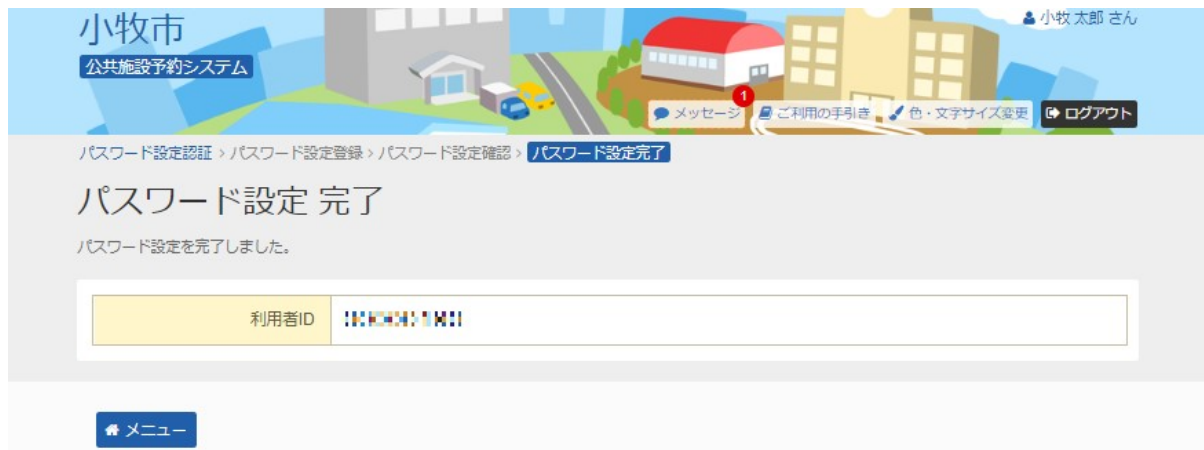 小牧市
小牧 太郎 さん
公共施設予約システム
1
メッセージ ご利用の手引き 色・文字サイズ変更 ログアウト
パスワード設定認証 › パスワード設定登録 › パスワード設定確認 › パスワード設定完了
パスワード設定 完了
パスワード設定を完了しました。
利用者ID
メニュー